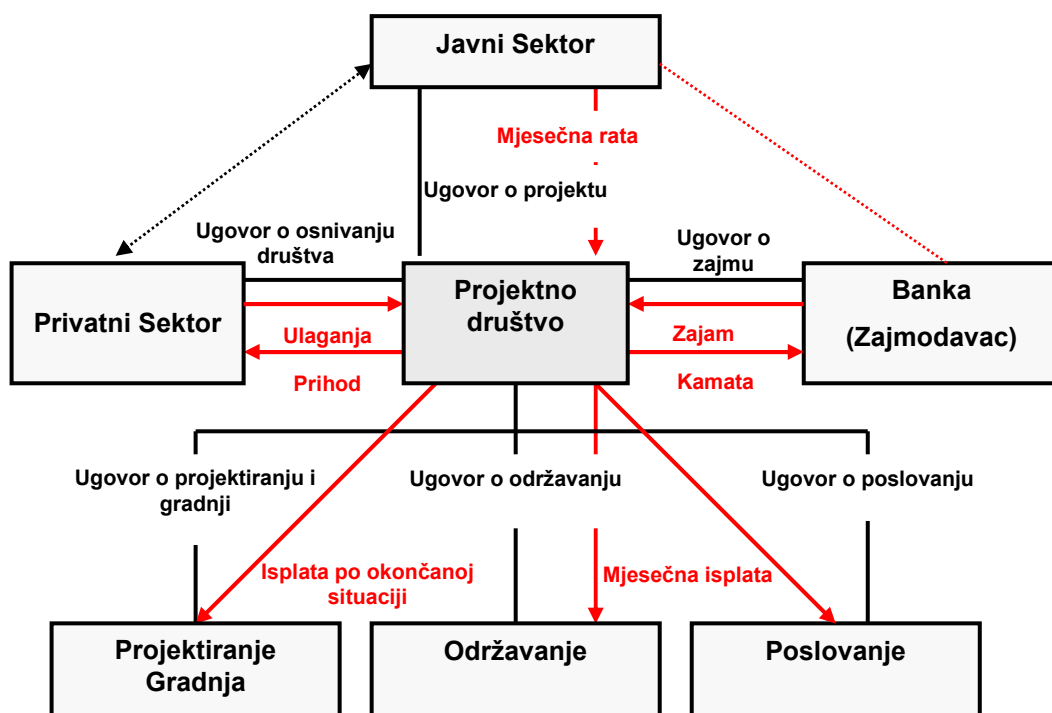 Javni Sektor
Mjesečna rata
Ugovor o projektu
Ugovor o osnivanju
društva
Ugovor o
zajmu
Privatni Sektor
Projektno
društvo
Banka
(Zajmodavac)
Ulaganja
Zajam
Prihod
Kamata
Ugovor o projektiranju i
gradnji
Ugovor o održavanju
Ugovor o poslovanju
Isplata po okončanoj
situaciji
Mjesečna isplata
Projektiranje
Gradnja
Održavanje
Poslovanje